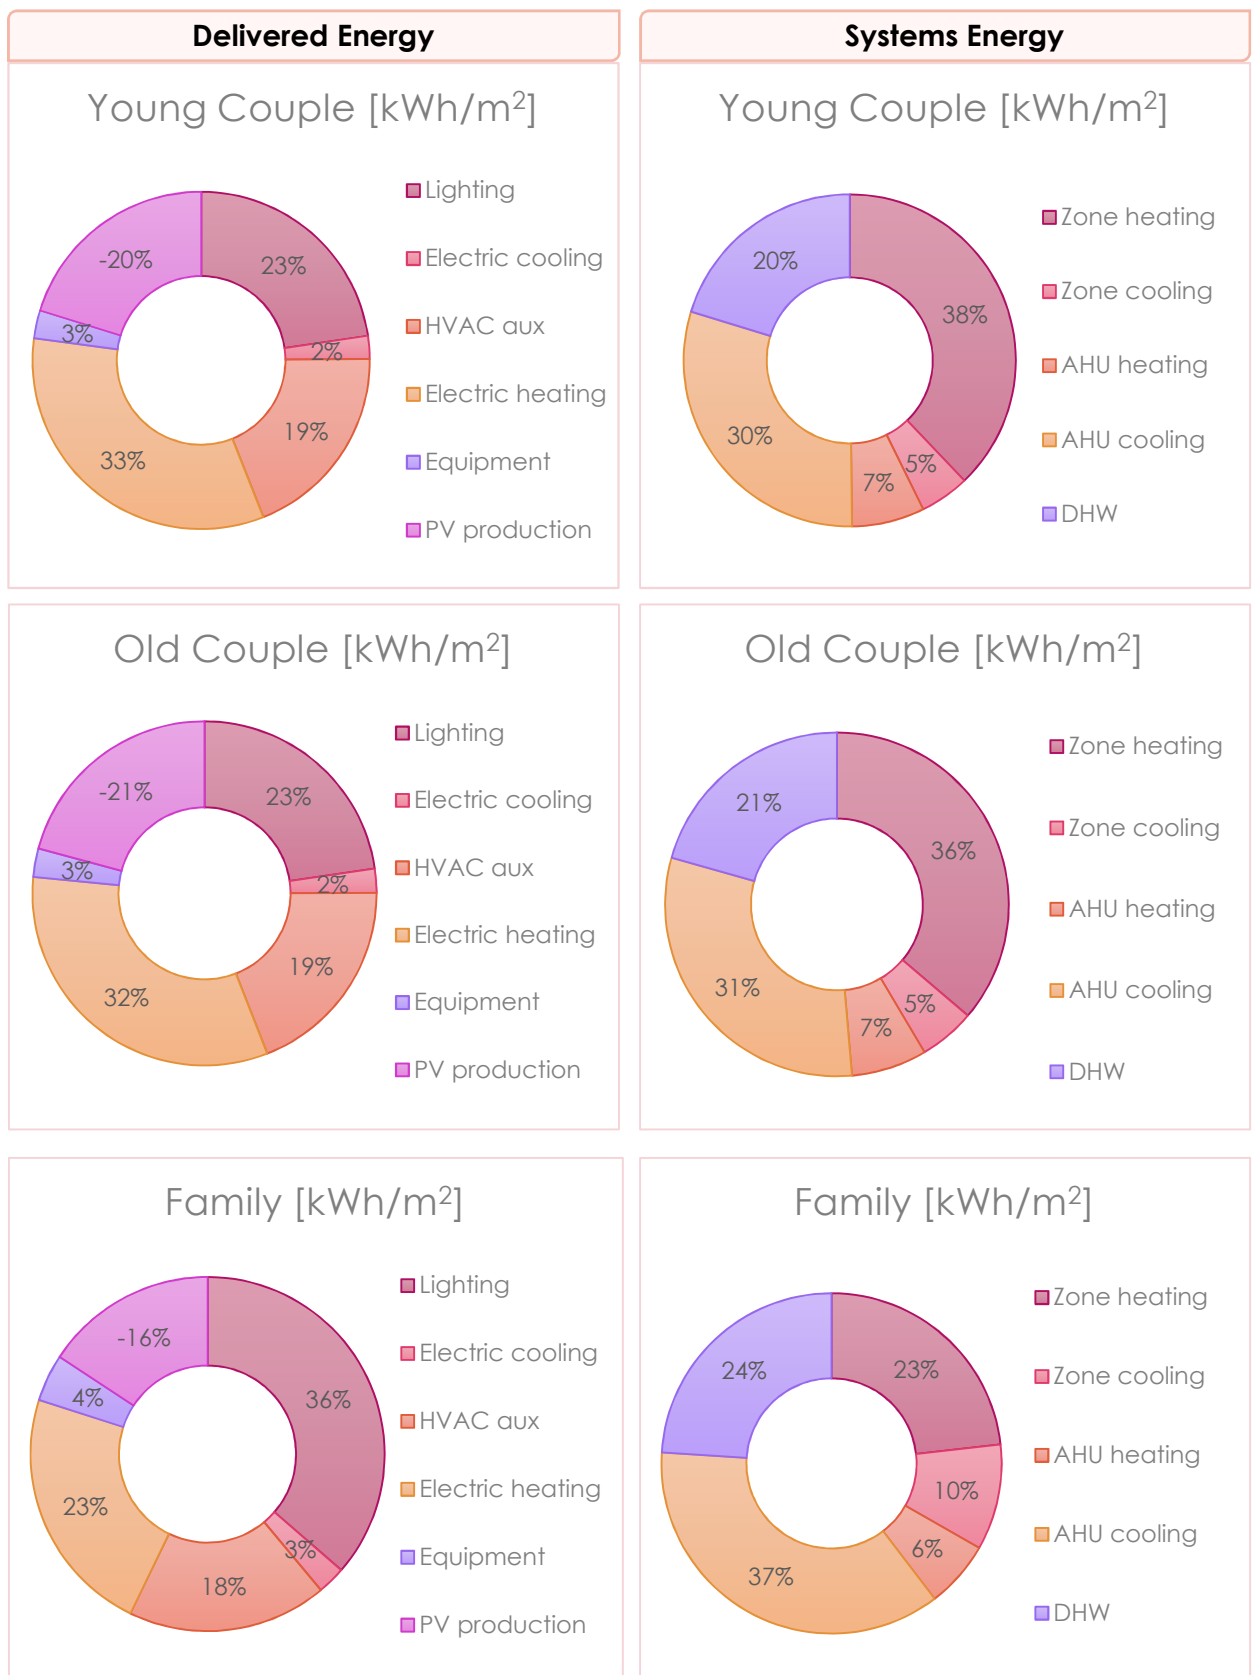 Delivered Energy
Systems Energy
Young Couple [kWh/m²]
-20%
23%
3%
2%
19%
33%
Lighting
Electric cooling
HVAC aux
Electric heating
Equipment
PV production
Young Couple [kWh/m²]
20%
38%
30%
5%
7%
Zone heating
Zone cooling
AHU heating
AHU cooling
DHW
Old Couple [kWh/m²]
-21%
23%
3%
2%
19%
32%
Lighting
Electric cooling
HVAC aux
Electric heating
Equipment
PV production
Old Couple [kWh/m²]
21%
36%
31%
5%
7%
Zone heating
Zone cooling
AHU heating
AHU cooling
DHW
Family [kWh/m²]
-16%
36%
4%
23%
3%
18%
Lighting
Electric cooling
HVAC aux
Electric heating
Equipment
PV production
Family [kWh/m²]
24%
23%
10%
6%
37%
Zone heating
Zone cooling
AHU heating
AHU cooling
DHW